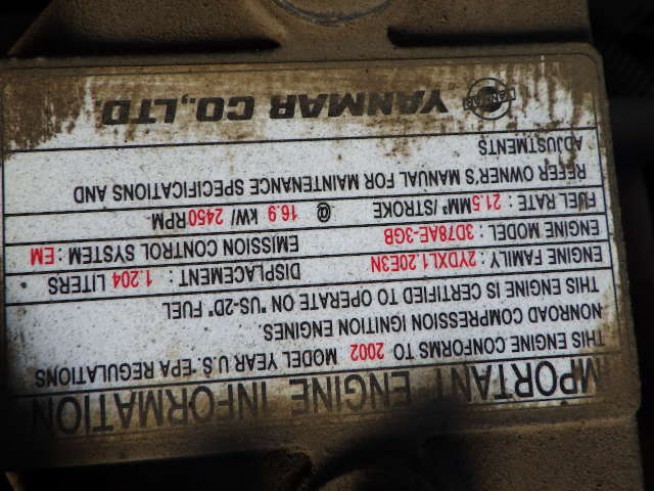 IMPORTANT ENGINE INFORMATION
THIS ENGINE CONFORMS TO 2002 MODEL YEAR U.S. EPA REGULATIONS
NONROAD COMPRESSION IGNITION ENGINES.
THIS ENGINE IS CERTIFIED TO OPERATE ON "US-2D" FUEL
ENGINE FAMILY : 2YDXL1.20E3N DISPLACEMENT : 1.204 LITERS
ENGINE MODEL : 3D78AE-3GB EMISSION CONTROL SYSTEM : EM
FUEL RATE : 21.5MM³/STROKE @ 16.9 kW/ 2450RPM
REFER OWNER'S MANUAL FOR MAINTENANCE SPECIFICATIONS AND
ADJUSTMENTS
YANMAR YANMAR CO.,LTD.